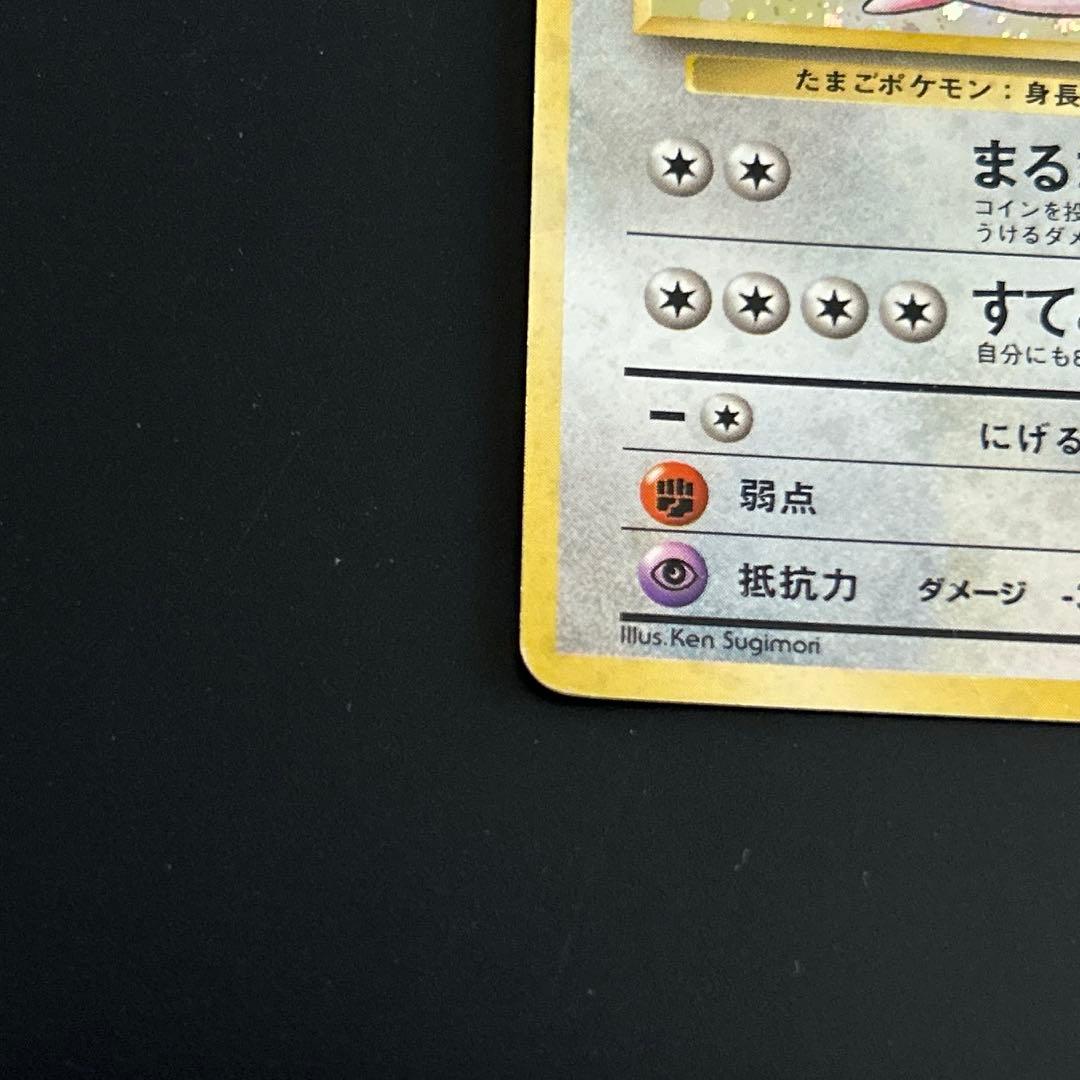 たまごポケモン：身長
まる
コインを投
うけるダメ
すて
自分にも8
にげる
弱点
抵抗力 ダメージ -3
Illus.Ken Sugimori